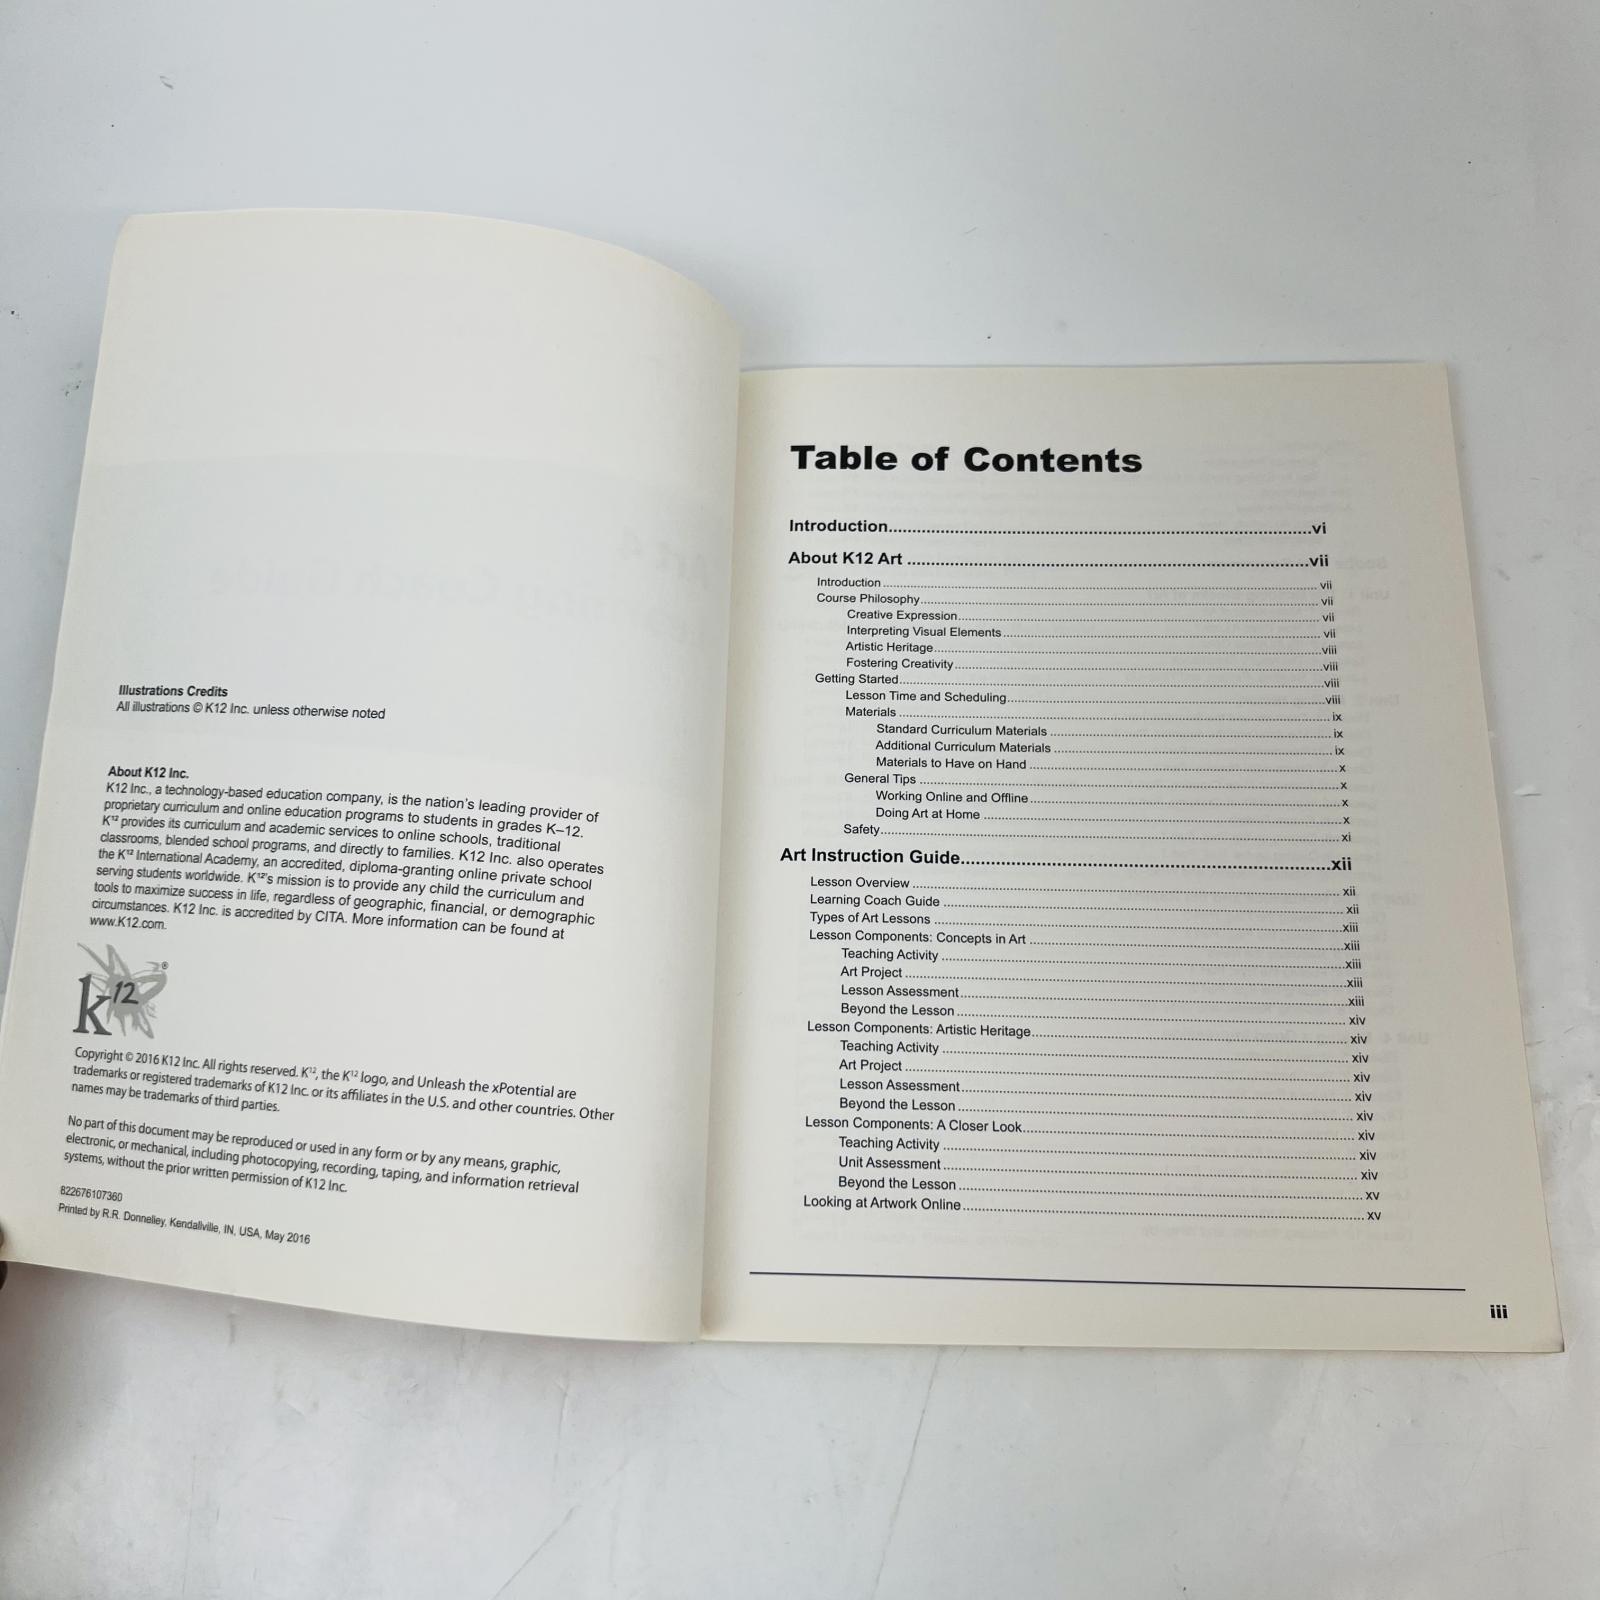 Illustrations Credits
All illustrations © K12 Inc. unless otherwise noted
About K12 Inc.
K12 Inc., a technology-based education company, is the nation's leading provider of
proprietary curriculum and online education programs to students in grades K–12.
K¹² provides its curriculum and academic services to online schools, traditional
classrooms, blended school programs, and directly to families. K12 Inc. also operates
the K¹² International Academy, an accredited, diploma-granting online private school
serving students worldwide. K¹²'s mission is to provide any child the curriculum and
tools to maximize success in life, regardless of geographic, financial, or demographic
circumstances. K12 Inc. is accredited by CITA. More information can be found at
www.K12.com.
k12®
Copyright © 2016 K12 Inc. All rights reserved. K¹², the K¹² logo, and Unleash the xPotential are
trademarks or registered trademarks of K12 Inc. or its affiliates in the U.S. and other countries. Other
names may be trademarks of third parties.
No part of this document may be reproduced or used in any form or by any means, graphic,
electronic, or mechanical, including photocopying, recording, taping, and information retrieval
systems, without the prior written permission of K12 Inc.
822676107360
Printed by R.R. Donnelley, Kendallville, IN, USA, May 2016
Table of Contents
Introduction vi
About K12 Art vii
Introduction vii
Course Philosophy vii
Creative Expression vii
Interpreting Visual Elements vii
Artistic Heritage viii
Fostering Creativity viii
Getting Started viii
Lesson Time and Scheduling viii
Materials ix
Standard Curriculum Materials ix
Additional Curriculum Materials ix
Materials to Have on Hand x
General Tips x
Working Online and Offline x
Doing Art at Home x
Safety xi
Art Instruction Guide xii
Lesson Overview xii
Learning Coach Guide xii
Types of Art Lessons xiii
Lesson Components: Concepts in Art xiii
Teaching Activity xiii
Art Project xiii
Lesson Assessment xiii
Beyond the Lesson xiv
Lesson Components: Artistic Heritage xiv
Teaching Activity xiv
Art Project xiv
Lesson Assessment xiv
Beyond the Lesson xiv
Lesson Components: A Closer Look xiv
Teaching Activity xiv
Unit Assessment xiv
Beyond the Lesson xv
Looking at Artwork Online xv
iii